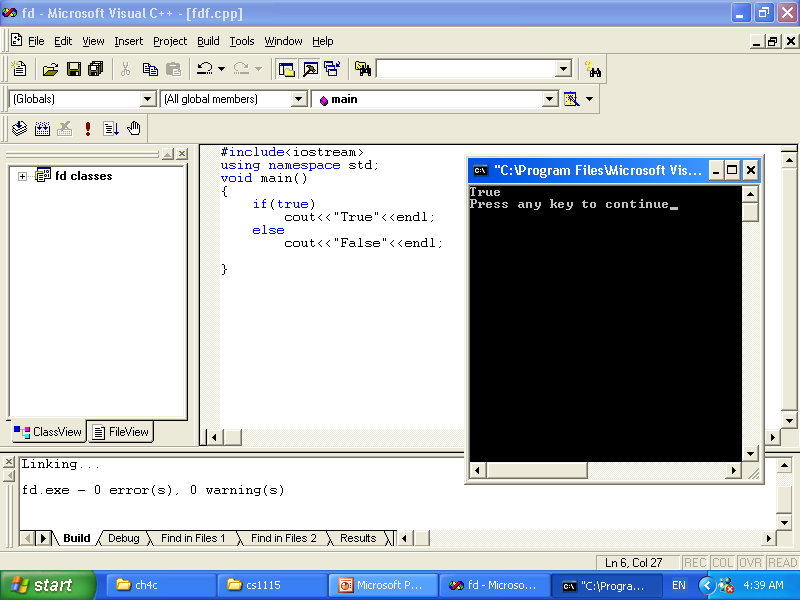 fd - Microsoft Visual C++ - [fdf.cpp]
File Edit View Insert Project Build Tools Window Help
(Globals) (All global members) main
fd classes
#include<iostream>
using namespace std;
void main()
{
if(true)
cout<<"True"<<endl;
else
cout<<"False"<<endl;
}
"C:\Program Files\Microsoft Vis...
True
Press any key to continue_
ClassView FileView
Linking...
fd.exe - 0 error(s), 0 warning(s)
Build Debug Find in Files 1 Find in Files 2 Results
Ln 6, Col 27 REC COL OVR READ
start ch4c cs1115 Microsoft P... fd - Microso... "C:\Progra... EN 4:39 AM